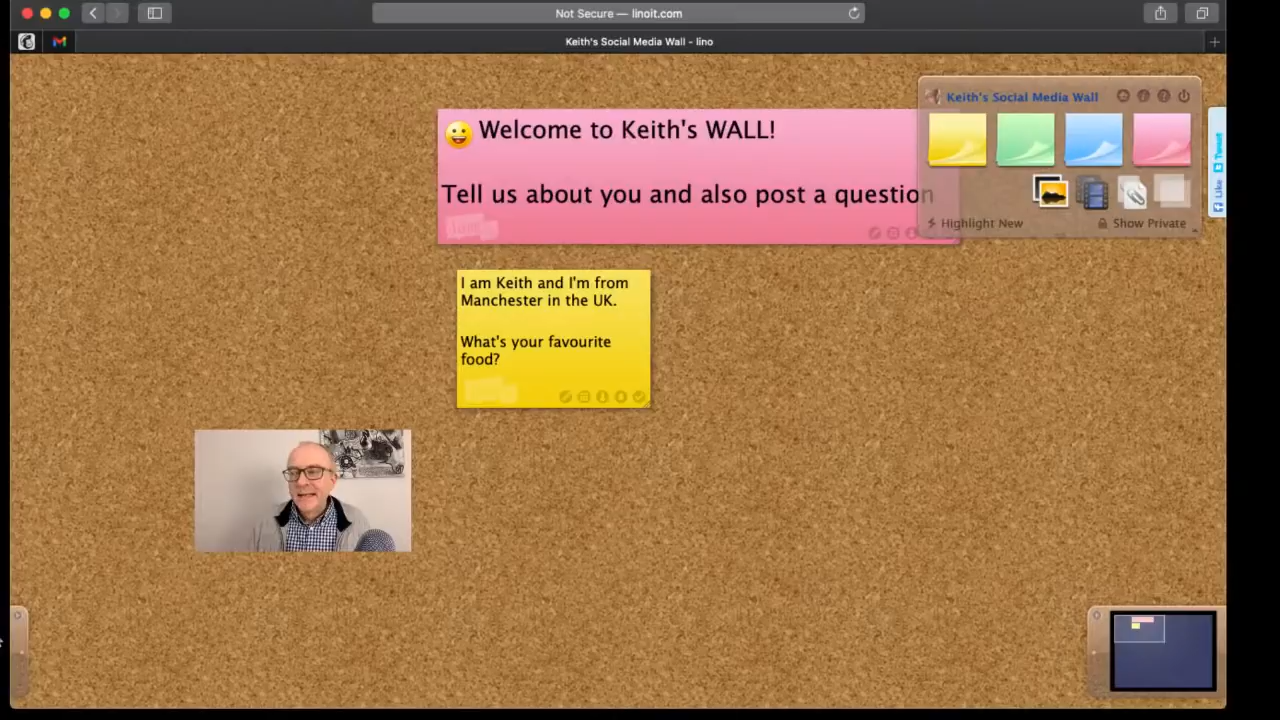 Not Secure — linoit.com
Keith's Social Media Wall - lino
Welcome to Keith's WALL!
Tell us about you and also post a question
Keith's Social Media Wall
Highlight New
Show Private
Like
Tweet
I am Keith and I'm from
Manchester in the UK.
What's your favourite
food?